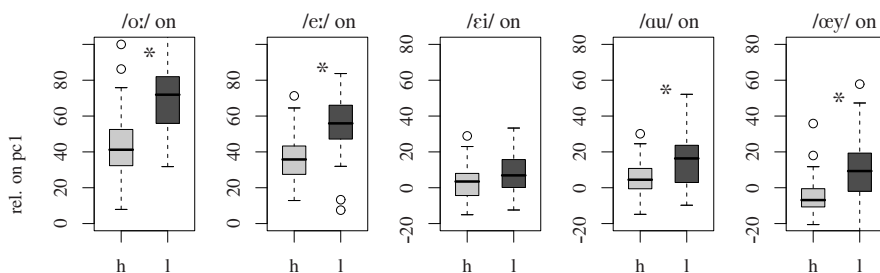 /oː/ on /eː/ on /ɛi/ on /ɑu/ on /œy/ on
rel. on pc1
0 20 40 60 80
0 20 40 60 80
-20 0 20 40 60 80
-20 0 20 40 60 80
-20 0 20 40 60 80
* * * *
h l h l h l h l h l